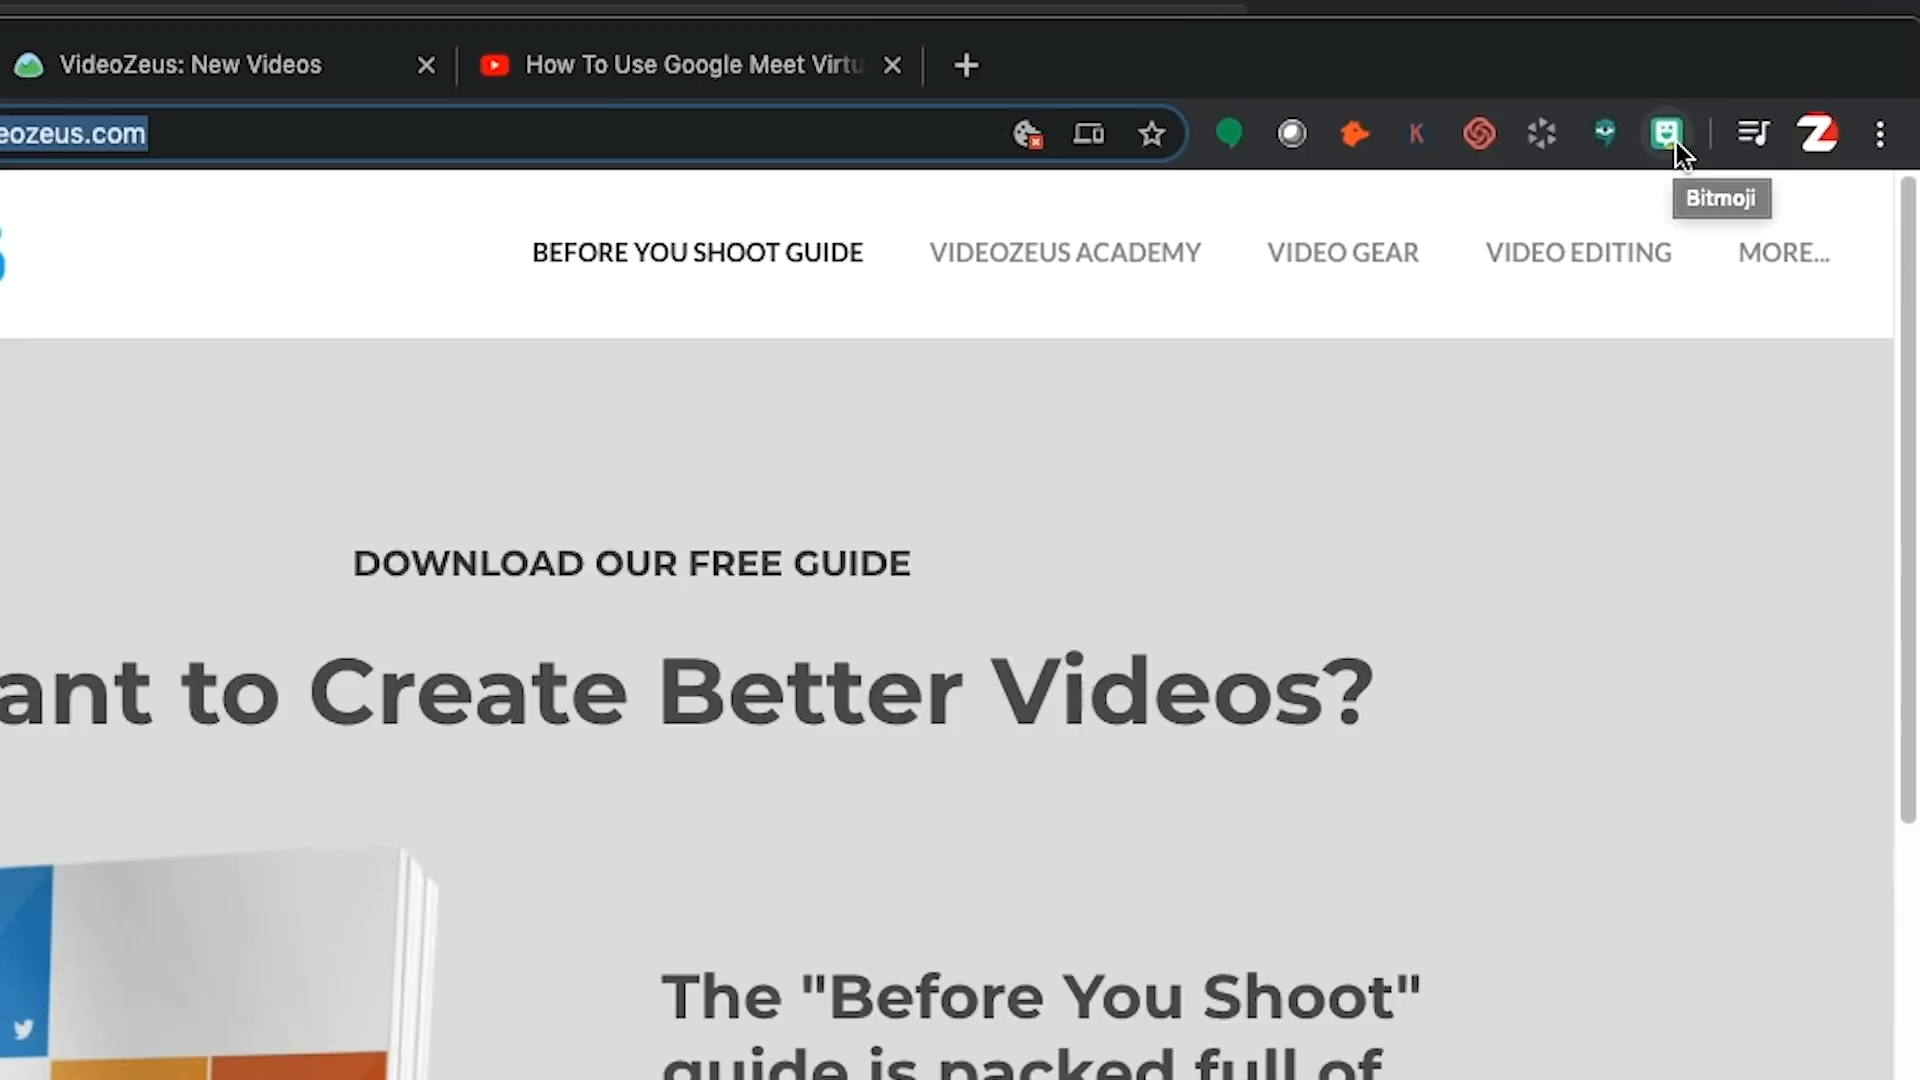 VideoZeus: New Videos
How To Use Google Meet Virtu
eozeus.com
K
Z
Bitmoji
BEFORE YOU SHOOT GUIDE
VIDEOZEUS ACADEMY
VIDEO GEAR
VIDEO EDITING
MORE...
DOWNLOAD OUR FREE GUIDE
ant to Create Better Videos?
The "Before You Shoot"
guide is packed full of